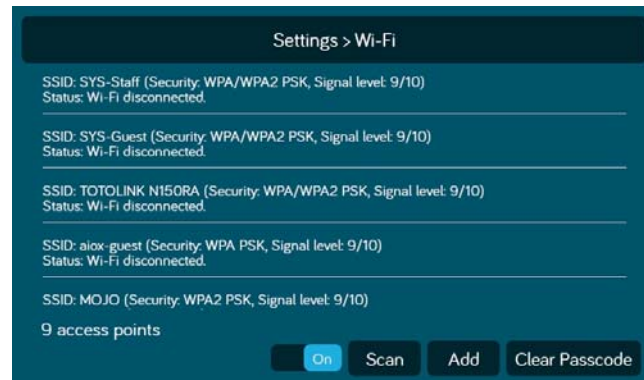 Settings > Wi-Fi
SSID: SYS-Staff (Security: WPA/WPA2 PSK, Signal level: 9/10)
Status: Wi-Fi disconnected.
SSID: SYS-Guest (Security: WPA/WPA2 PSK, Signal level: 9/10)
Status: Wi-Fi disconnected.
SSID: TOTOLINK N150RA (Security: WPA/WPA2 PSK, Signal level: 9/10)
Status: Wi-Fi disconnected.
SSID: aiox-guest (Security: WPA PSK, Signal level: 9/10)
Status: Wi-Fi disconnected.
SSID: MOJO (Security: WPA2 PSK, Signal level: 9/10)
9 access points
On Scan Add Clear Passcode